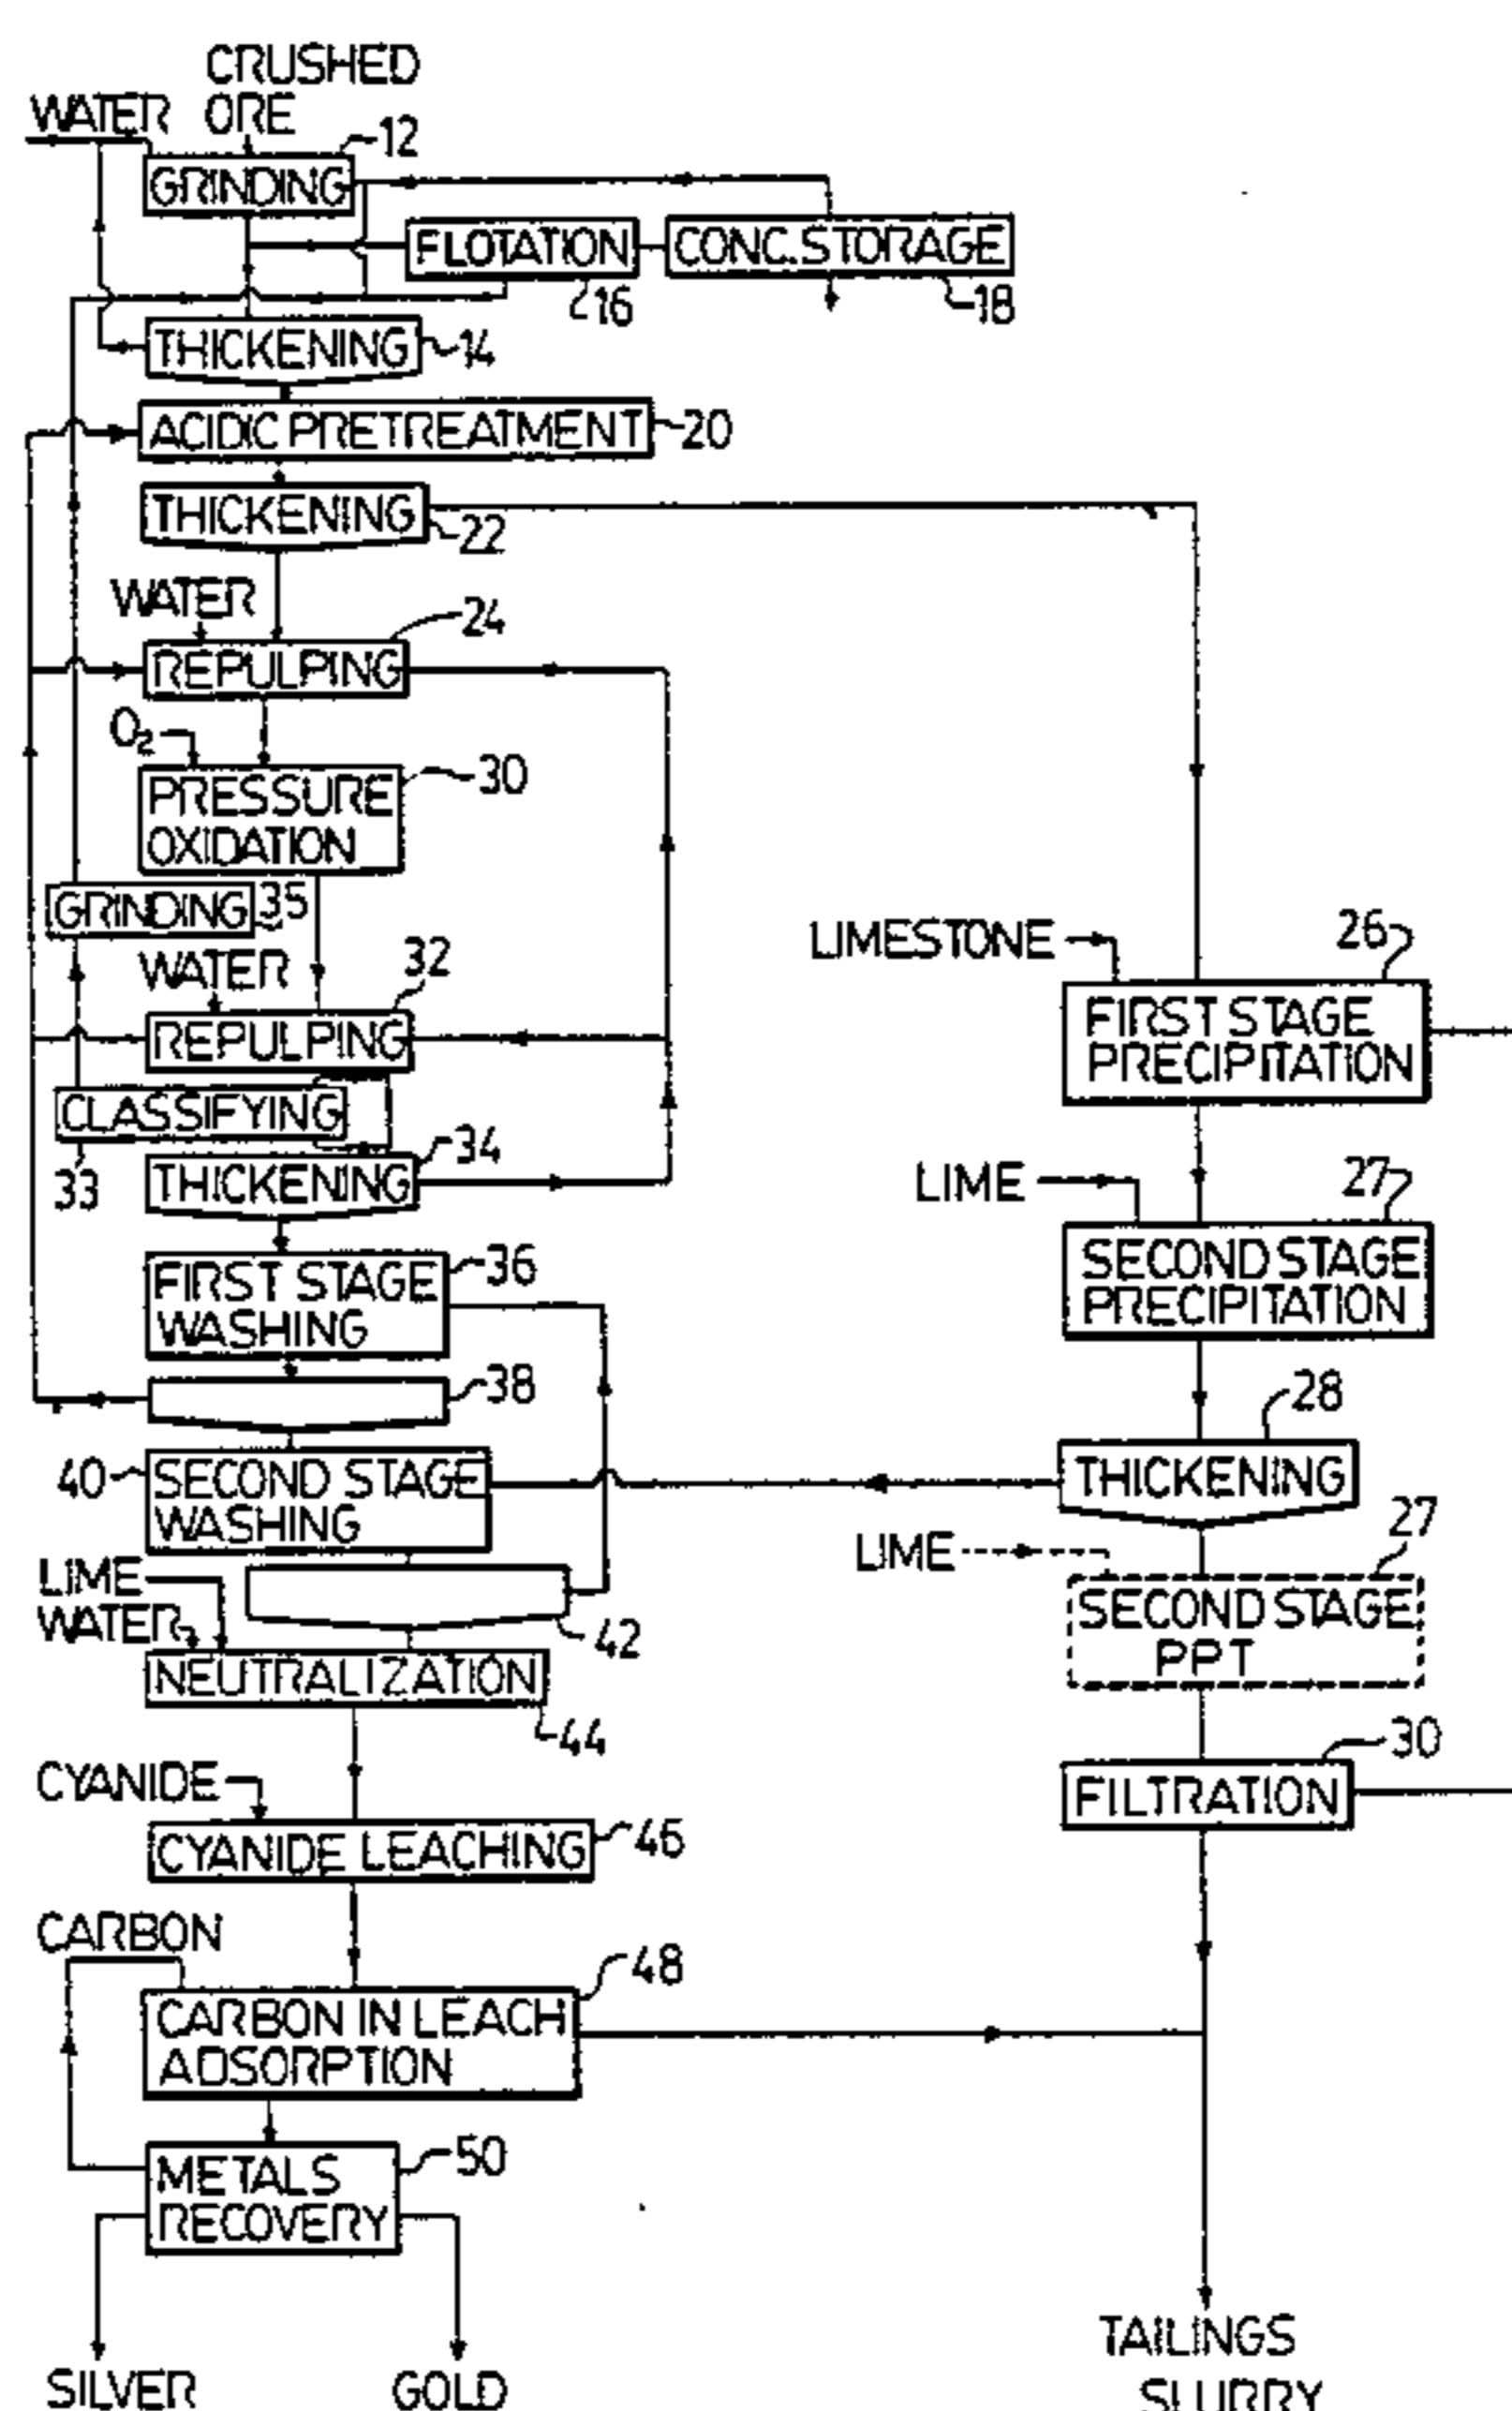 CRUSHED
WATER ORE
12
GRINDING
FLOTATION
CONC.STORAGE
16
18
THICKENING
14
ACIDIC PRETREATMENT
20
THICKENING
22
WATER
24
REPULPING
O2
PRESSURE
OXIDATION
30
GRINDING
35
WATER
32
REPULPING
CLASSIFYING
33
THICKENING
34
FIRST STAGE
WASHING
36
38
40
SECOND STAGE
WASHING
LIME
WATER
42
NEUTRALIZATION
44
CYANIDE
CYANIDE LEACHING
46
CARBON
48
CARBON IN LEACH
ADSORPTION
METALS
RECOVERY
50
SILVER
GOLD
LIMESTONE
26
FIRST STAGE
PRECIPITATION
LIME
27
SECOND STAGE
PRECIPITATION
28
THICKENING
LIME
27
SECOND STAGE
PPT
30
FILTRATION
TAILINGS
SLURRY